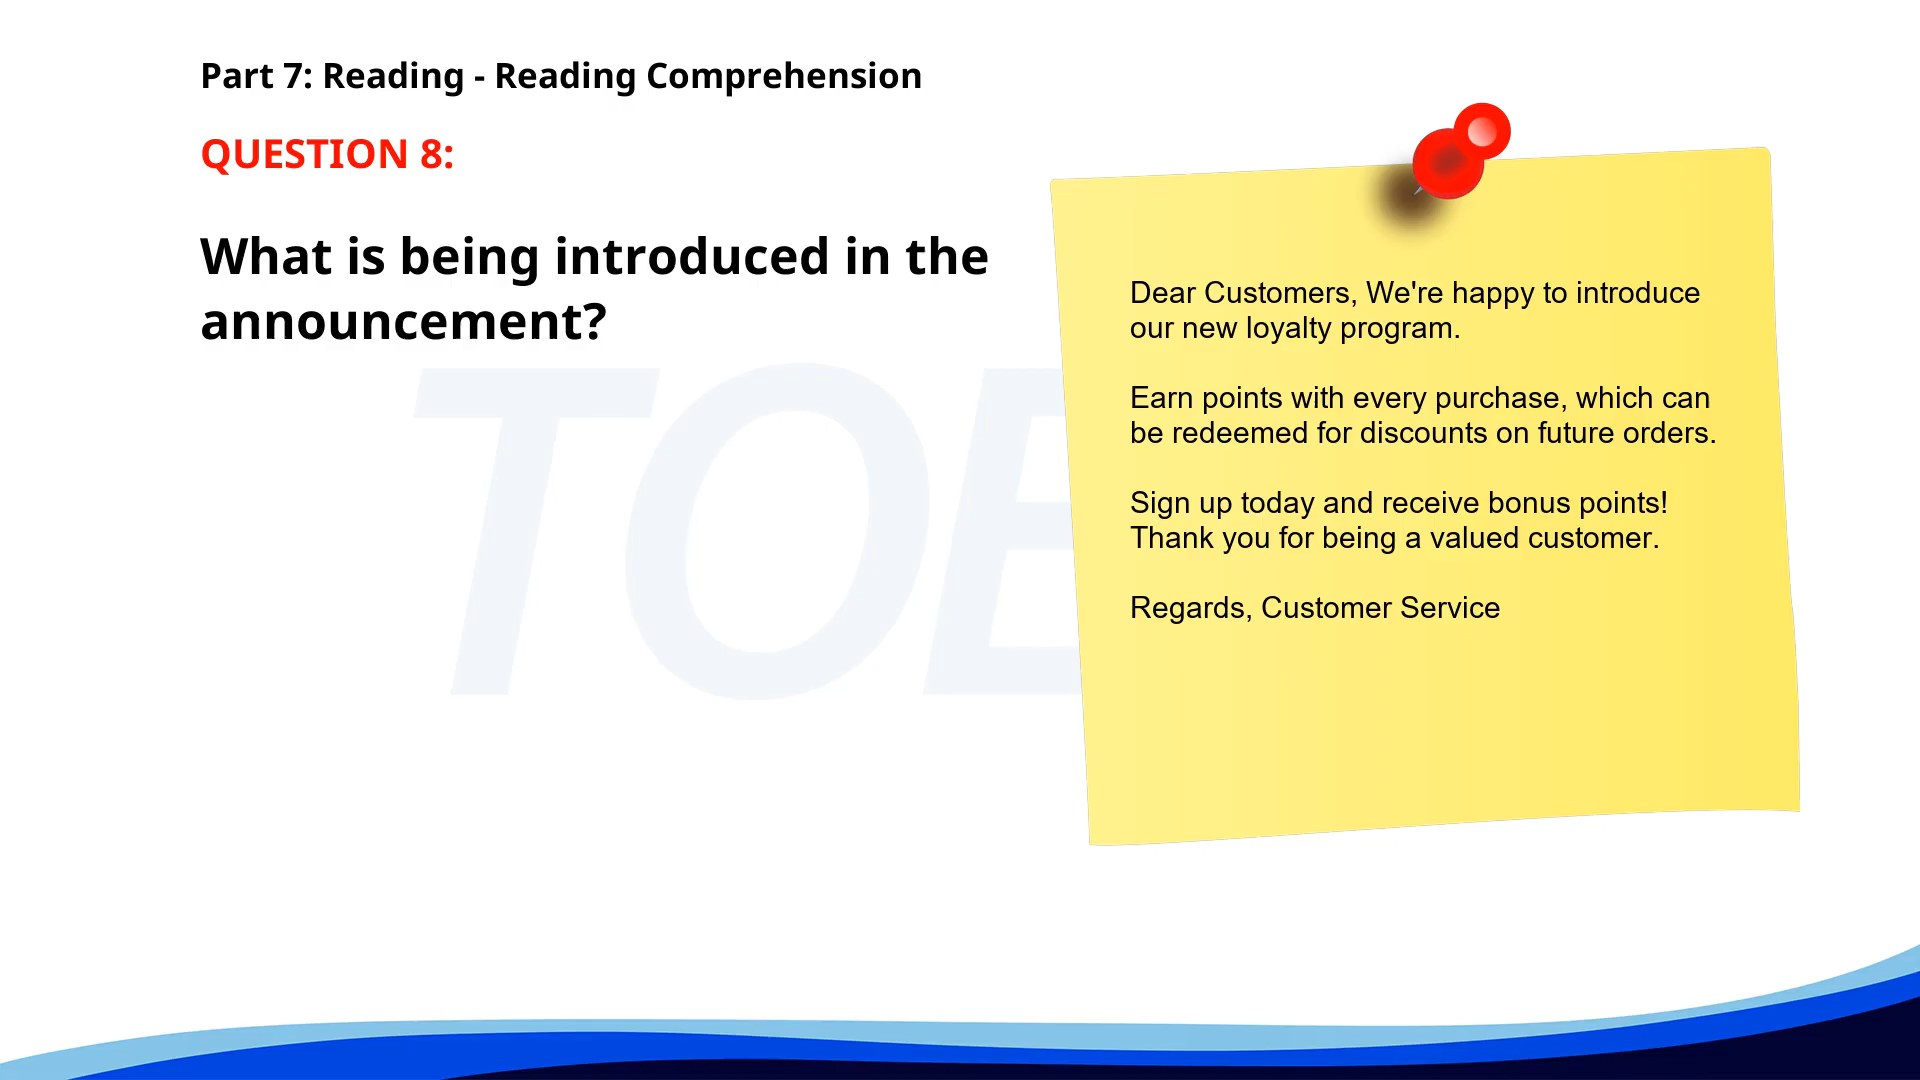 Part 7: Reading - Reading Comprehension
QUESTION 8:
What is being introduced in the
announcement?
TOE
Dear Customers, We're happy to introduce
our new loyalty program.
Earn points with every purchase, which can
be redeemed for discounts on future orders.
Sign up today and receive bonus points!
Thank you for being a valued customer.
Regards, Customer Service